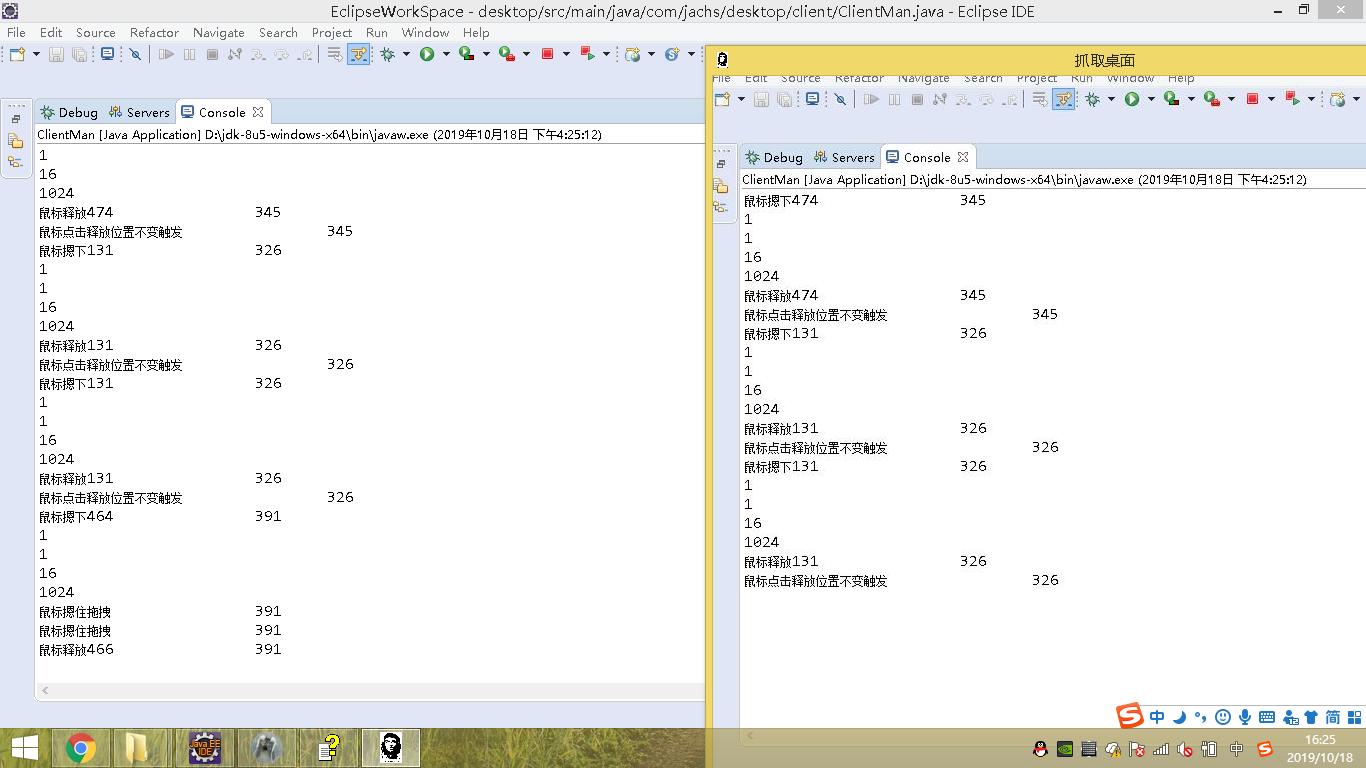 EclipseWorkSpace - desktop/src/main/java/com/jachs/desktop/client/ClientMan.java - Eclipse IDE
File Edit Source Refactor Navigate Search Project Run Window Help
Debug Servers Console
ClientMan [Java Application] D:\jdk-8u5-windows-x64\bin\javaw.exe (2019年10月18日 下午4:25:12)
1
16
1024
鼠标释放474 345
鼠标点击释放位置不变触发 345
鼠标摁下131 326
1
1
16
1024
鼠标释放131 326
鼠标点击释放位置不变触发 326
鼠标摁下131 326
1
1
16
1024
鼠标释放131 326
鼠标点击释放位置不变触发 326
鼠标摁下464 391
1
1
16
1024
鼠标摁住拖拽 391
鼠标摁住拖拽 391
鼠标释放466 391
抓取桌面
File Edit Source Refactor Navigate Search Project Run Window Help
Debug Servers Console
ClientMan [Java Application] D:\jdk-8u5-windows-x64\bin\javaw.exe (2019年10月18日 下午4:25:12)
鼠标摁下474 345
1
1
16
1024
鼠标释放474 345
鼠标点击释放位置不变触发 345
鼠标摁下131 326
1
1
16
1024
鼠标释放131 326
鼠标点击释放位置不变触发 326
鼠标摁下131 326
1
1
16
1024
鼠标释放131 326
鼠标点击释放位置不变触发 326
S 中 简
Java EE
IDE
中 S
16:25
2019/10/18